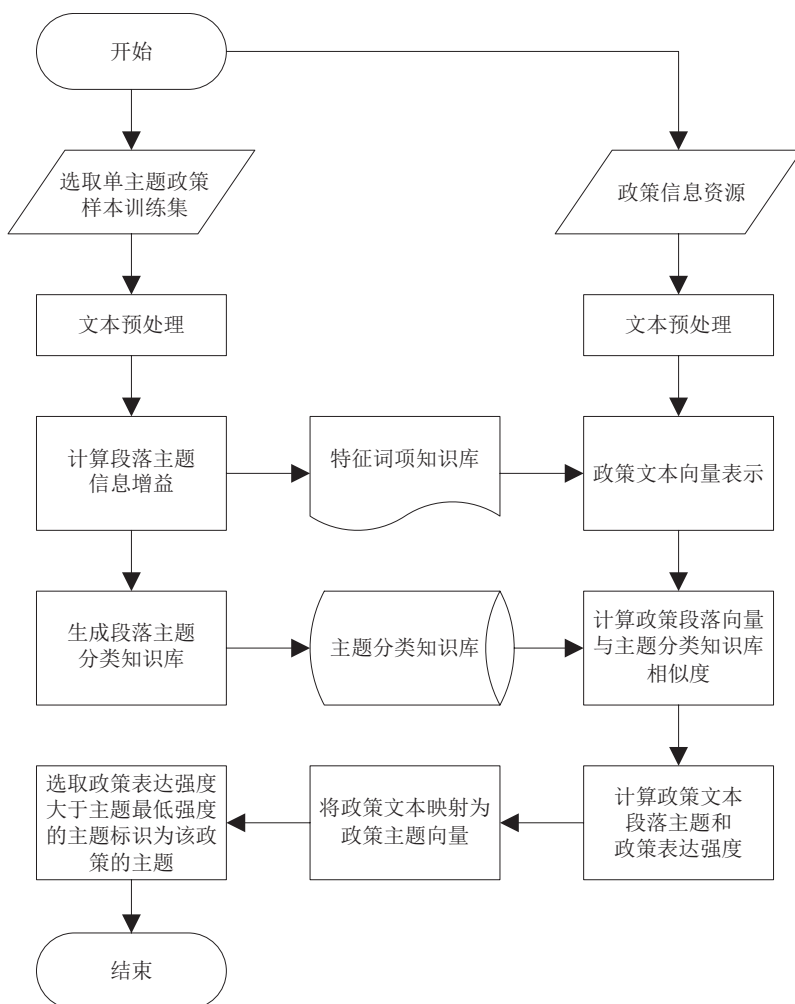 开始
选取单主题政策
样本训练集
政策信息资源
文本预处理
文本预处理
计算段落主题
信息增益
特征词项知识库
政策文本向量表示
生成段落主题
分类知识库
主题分类知识库
计算政策段落向量
与主题分类知识库
相似度
选取政策表达强度
大于主题最低强度
的主题标识为该政
策的主题
将政策文本映射为
政策主题向量
计算政策文本
段落主题和
政策表达强度
结束